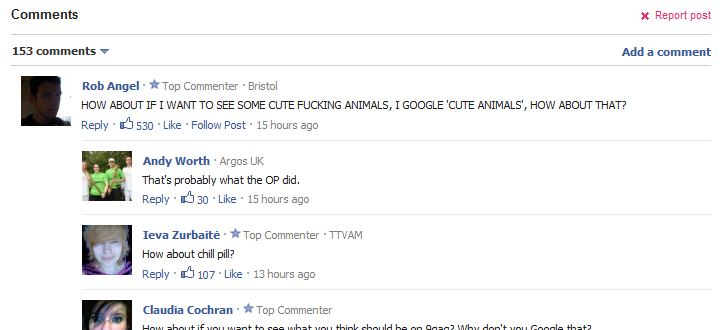 Comments
Report post
153 comments
Add a comment
Rob Angel · Top Commenter · Bristol
HOW ABOUT IF I WANT TO SEE SOME CUTE FUCKING ANIMALS, I GOOGLE 'CUTE ANIMALS', HOW ABOUT THAT?
Reply · 530 · Like · Follow Post · 15 hours ago
Andy Worth · Argos UK
That's probably what the OP did.
Reply · 30 · Like · 15 hours ago
Ieva Zurbaitė · Top Commenter · TTVAM
How about chill pill?
Reply · 107 · Like · 13 hours ago
Claudia Cochran · Top Commenter
How about if you want to see what you think should be on 9gag? Why don't you Google that?